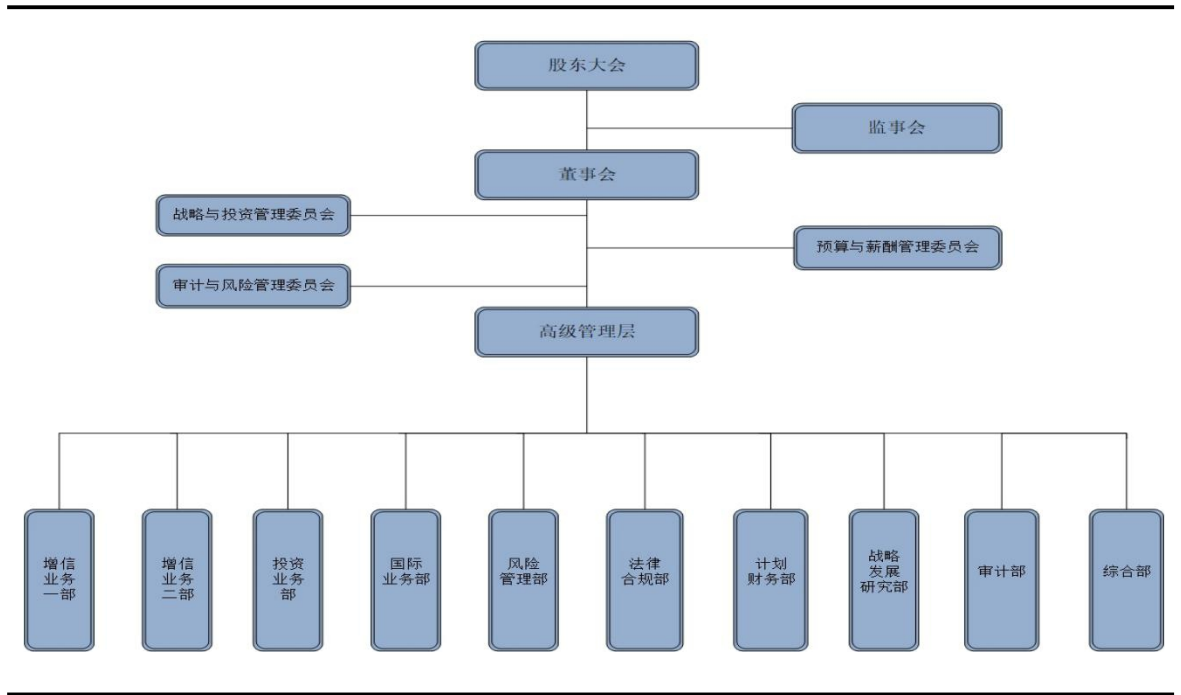 股东大会
监事会
董事会
战略与投资管理委员会
预算与薪酬管理委员会
审计与风险管理委员会
高级管理层
增信
业务
一部
增信
业务
二部
投资
业务
部
国际
业务部
风险
管理部
法律
合规部
计划
财务部
战略
发展
研究部
审计部
综合部